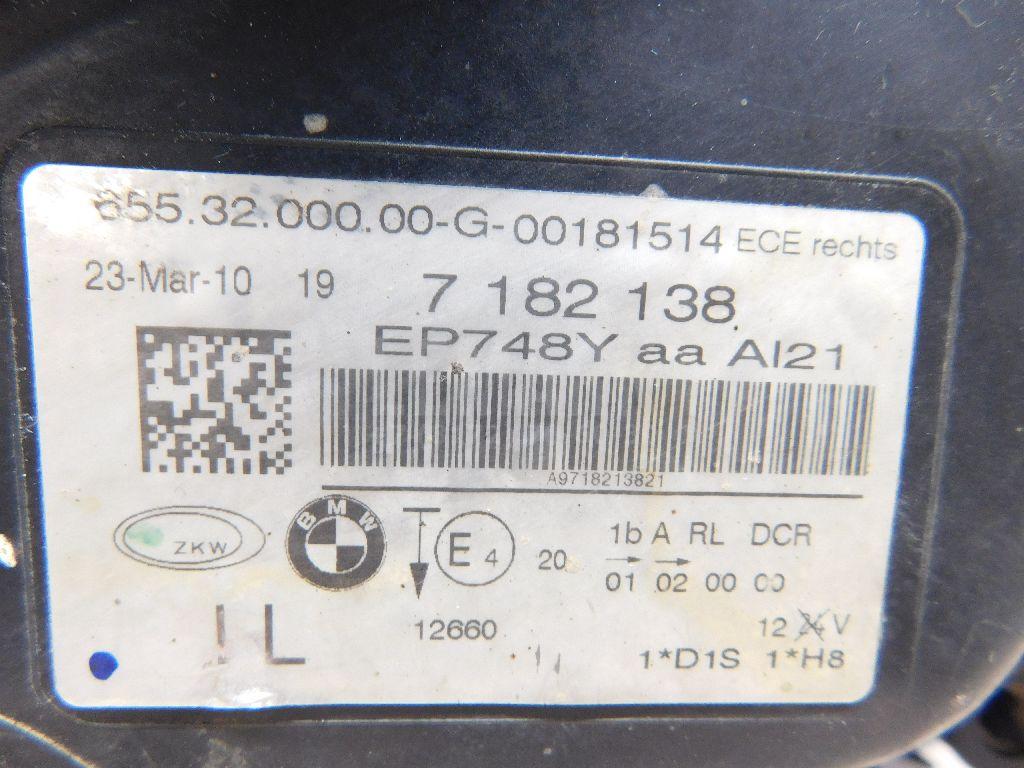 655.32.000.00-G-00181514 ECE rechts
23-Mar-10 19 7 182 138
EP748Y aa AI21
A9718213821
ZKW
BMW
E4 20
1b A RL DCR
01 02 00 00
12660
12 24 V
1*D1S 1*H8